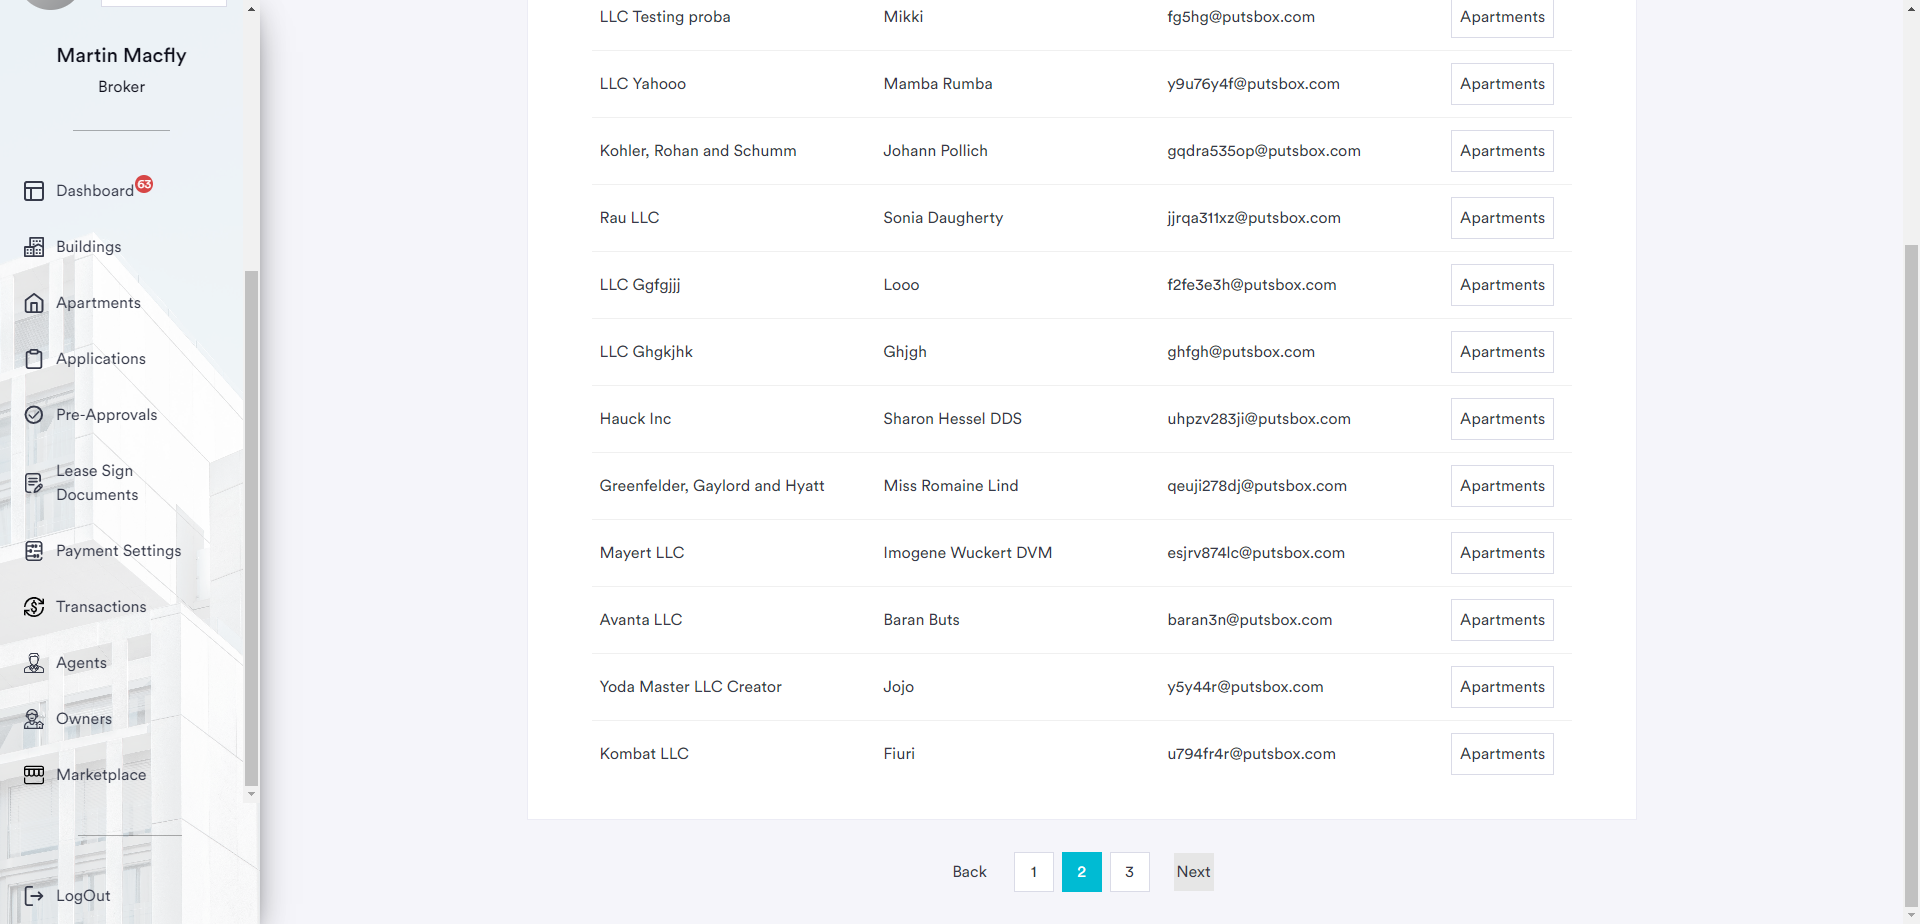 Martin Macfly
Broker
Dashboard 63
Buildings
Apartments
Applications
Pre-Approvals
Lease Sign
Documents
Payment Settings
Transactions
Agents
Owners
Marketplace
LogOut
LLC Testing proba Mikki fg5hg@putsbox.com Apartments
LLC Yahooo Mamba Rumba y9u76y4f@putsbox.com Apartments
Kohler, Rohan and Schumm Johann Pollich gqdra535op@putsbox.com Apartments
Rau LLC Sonia Daugherty jjrqa311xz@putsbox.com Apartments
LLC Ggfgjjj Looo f2fe3e3h@putsbox.com Apartments
LLC Ghgkjhk Ghjgh ghfgh@putsbox.com Apartments
Hauck Inc Sharon Hessel DDS uhpzv283ji@putsbox.com Apartments
Greenfelder, Gaylord and Hyatt Miss Romaine Lind qeuji278dj@putsbox.com Apartments
Mayert LLC Imogene Wuckert DVM esjrv874lc@putsbox.com Apartments
Avanta LLC Baran Buts baran3n@putsbox.com Apartments
Yoda Master LLC Creator Jojo y5y44r@putsbox.com Apartments
Kombat LLC Fiuri u794fr4r@putsbox.com Apartments
Back 1 2 3 Next